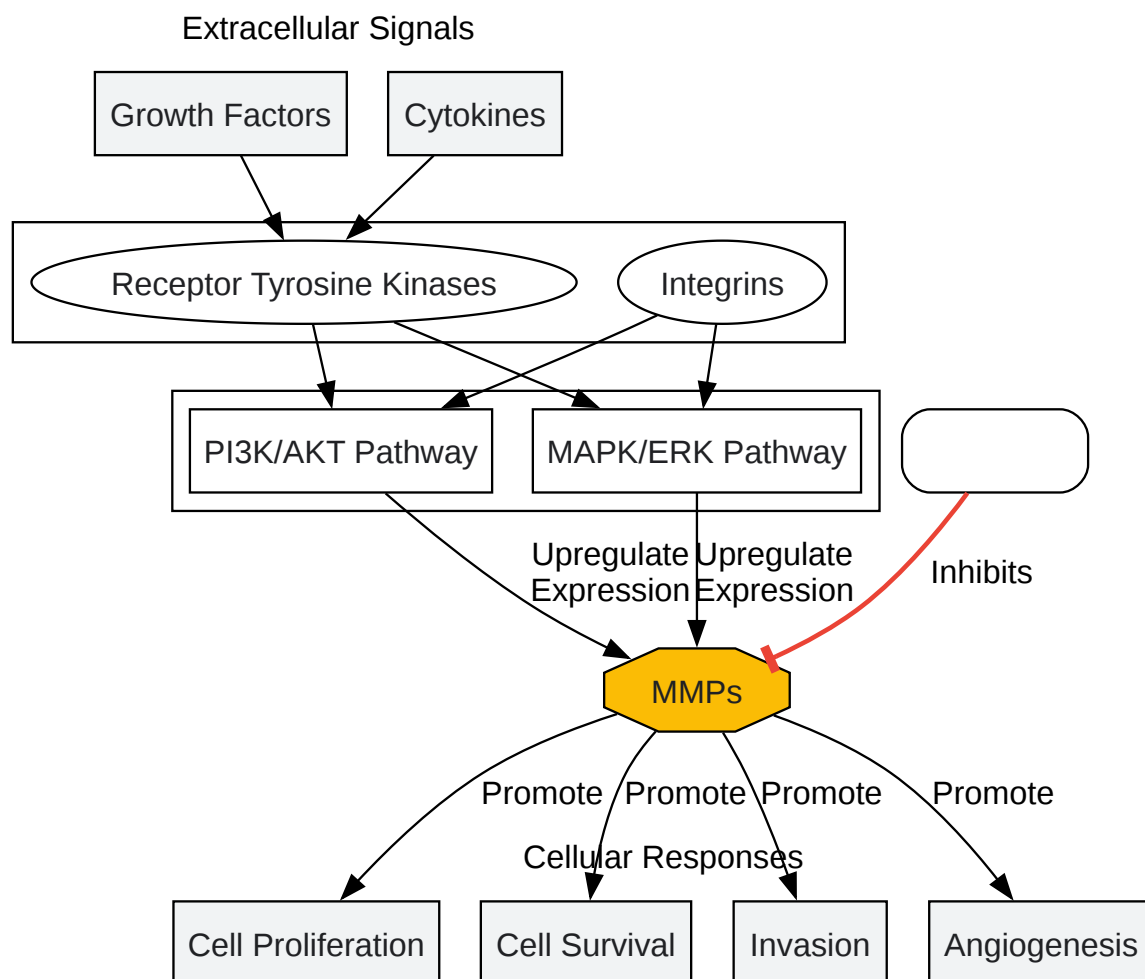 Extracellular Signals
Growth Factors
Cytokines
Receptor Tyrosine Kinases
Integrins
PI3K/AKT Pathway
MAPK/ERK Pathway
Upregulate
Expression
Upregulate
Expression
Inhibits
MMPs
Promote
Promote
Promote
Promote
Cellular Responses
Cell Proliferation
Cell Survival
Invasion
Angiogenesis